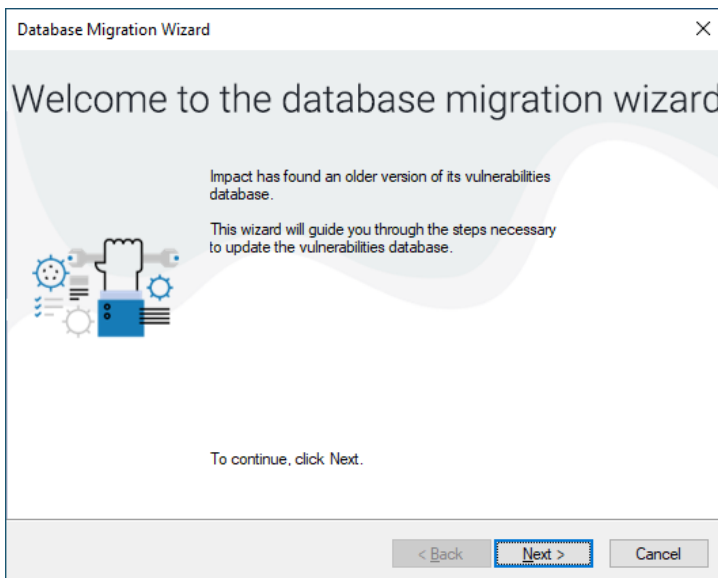 Database Migration Wizard
Welcome to the database migration wizard
Impact has found an older version of its vulnerabilities
database.
This wizard will guide you through the steps necessary
to update the vulnerabilities database.
To continue, click Next.
< Back
Next >
Cancel